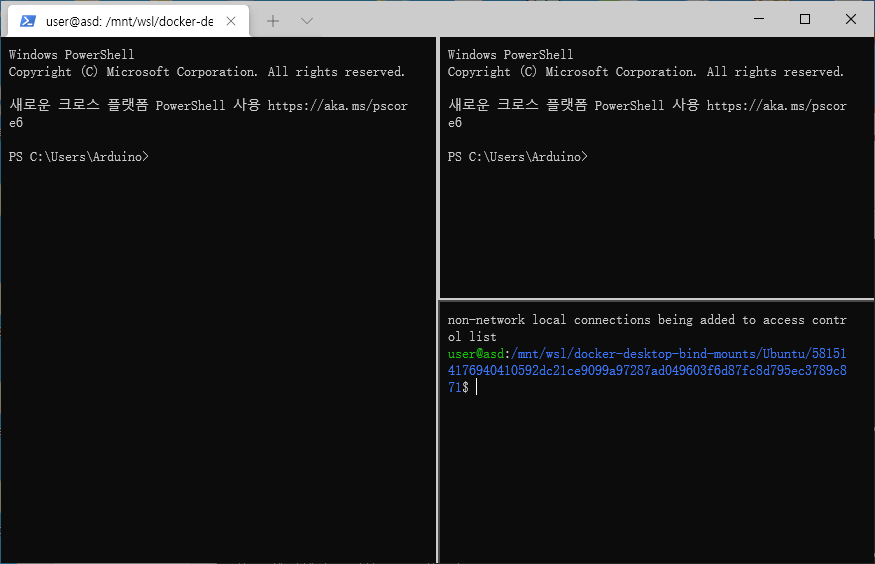 user@asd: /mnt/wsl/docker-de
Windows PowerShell
Copyright (C) Microsoft Corporation. All rights reserved.
새로운 크로스 플랫폼 PowerShell 사용 https://aka.ms/pscor
e6
PS C:\Users\Arduino>
Windows PowerShell
Copyright (C) Microsoft Corporation. All rights reserved.
새로운 크로스 플랫폼 PowerShell 사용 https://aka.ms/pscor
e6
PS C:\Users\Arduino>
non-network local connections being added to access contr
ol list
user@asd:/mnt/wsl/docker-desktop-bind-mounts/Ubuntu/58151
4176940410592dc21ce9099a97287ad049603f6d87fc8d795ec3789c8
71$